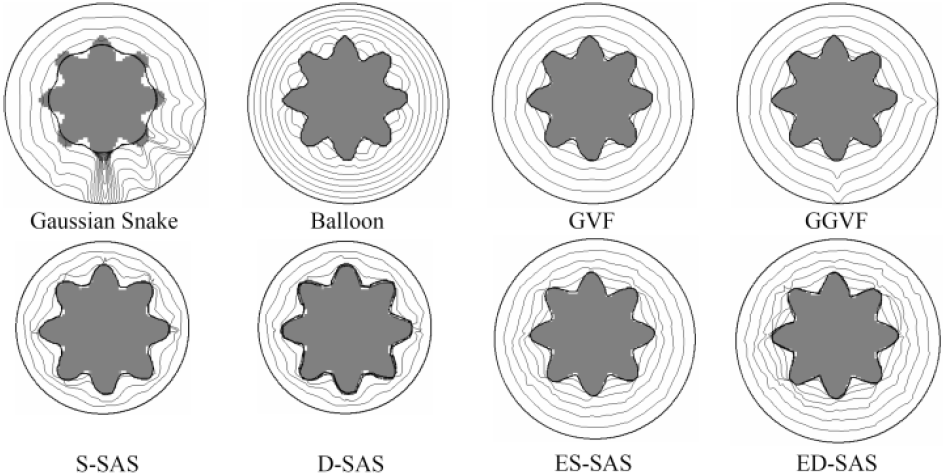 Gaussian Snake
Balloon
GVF
GGVF
S-SAS
D-SAS
ES-SAS
ED-SAS